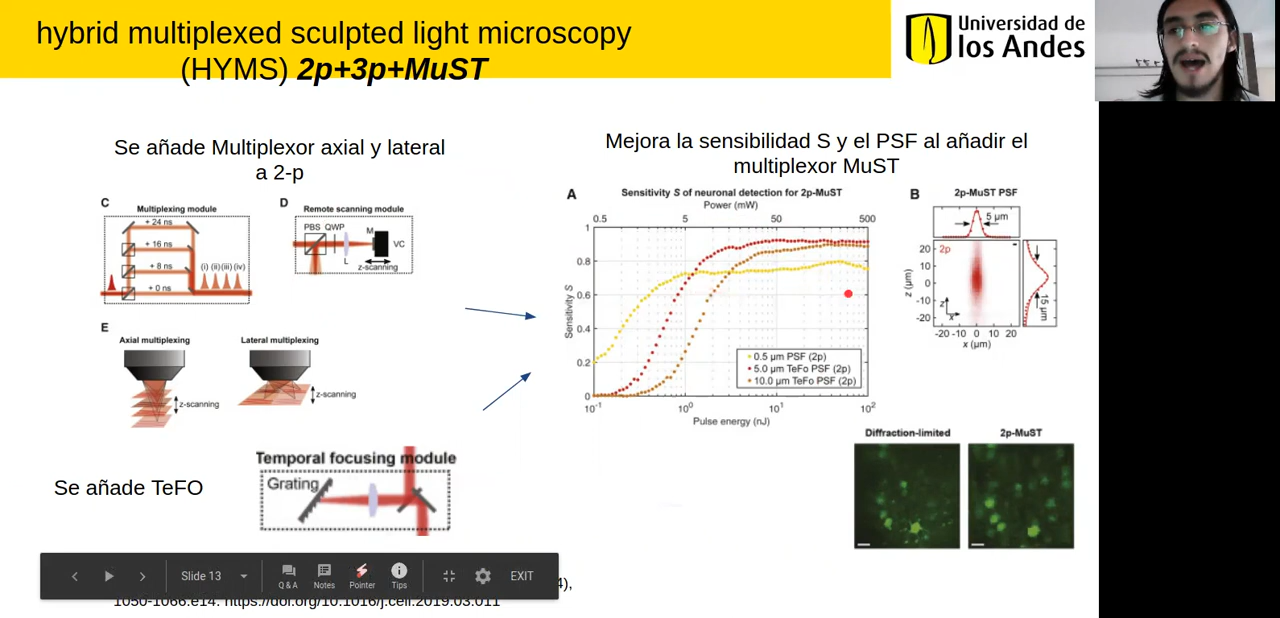 hybrid multiplexed sculpted light microscopy
(HYMS) 2p+3p+MuST
Universidad de
los Andes
Se añade Multiplexor axial y lateral
a 2-p
C
Multiplexing module
+ 24 ns
+ 16 ns
+ 8 ns
(i) (ii) (iii) (iv)
+ 0 ns
D
Remote scanning module
PBS QWP
M
VC
L
z-scanning
E
Axial multiplexing
Lateral multiplexing
z-scanning
z-scanning
Temporal focusing module
Grating
Se añade TeFO
Mejora la sensibilidad S y el PSF al añadir el
multiplexor MuST
A
Sensitivity S of neuronal detection for 2p-MuST
Power (mW)
0.5 5 50 500
1
0.8
0.6
0.4
0.2
0
Sensitivity S
0.5 µm PSF (2p)
5.0 µm TeFo PSF (2p)
10.0 µm TeFo PSF (2p)
10-1 100 101 102
Pulse energy (nJ)
B
2p-MuST PSF
5 µm
2p
20
10
0
-10
-20
z (µm)
z
x
15 µm
-20 -10 0 10 20
x (µm)
Diffraction-limited
2p-MuST
Slide 13
Q & A
Notes
Pointer
Tips
EXIT
4),
1050-1066.e14. https://doi.org/10.1016/j.cell.2019.03.011